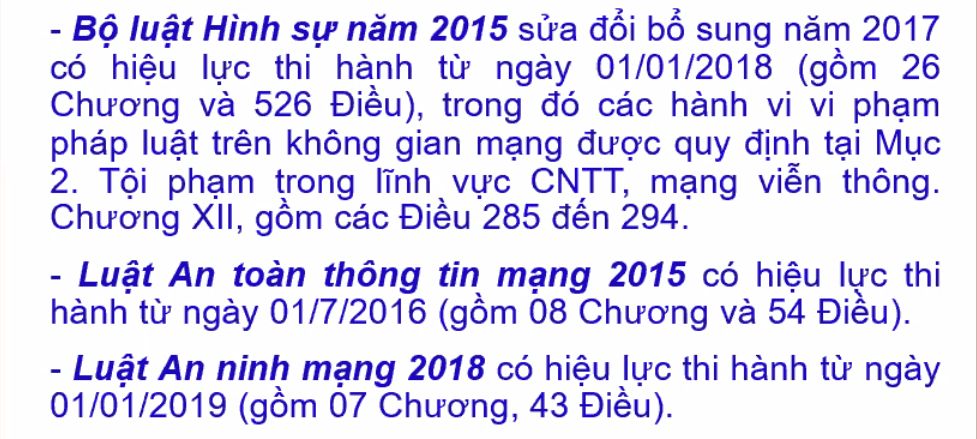 - Bộ luật Hình sự năm 2015 sửa đổi bổ sung năm 2017
có hiệu lực thi hành từ ngày 01/01/2018 (gồm 26
Chương và 526 Điều), trong đó các hành vi vi phạm
pháp luật trên không gian mạng được quy định tại Mục
2. Tội phạm trong lĩnh vực CNTT, mạng viễn thông.
Chương XII, gồm các Điều 285 đến 294.
- Luật An toàn thông tin mạng 2015 có hiệu lực thi
hành từ ngày 01/7/2016 (gồm 08 Chương và 54 Điều).
- Luật An ninh mạng 2018 có hiệu lực thi hành từ ngày
01/01/2019 (gồm 07 Chương, 43 Điều).